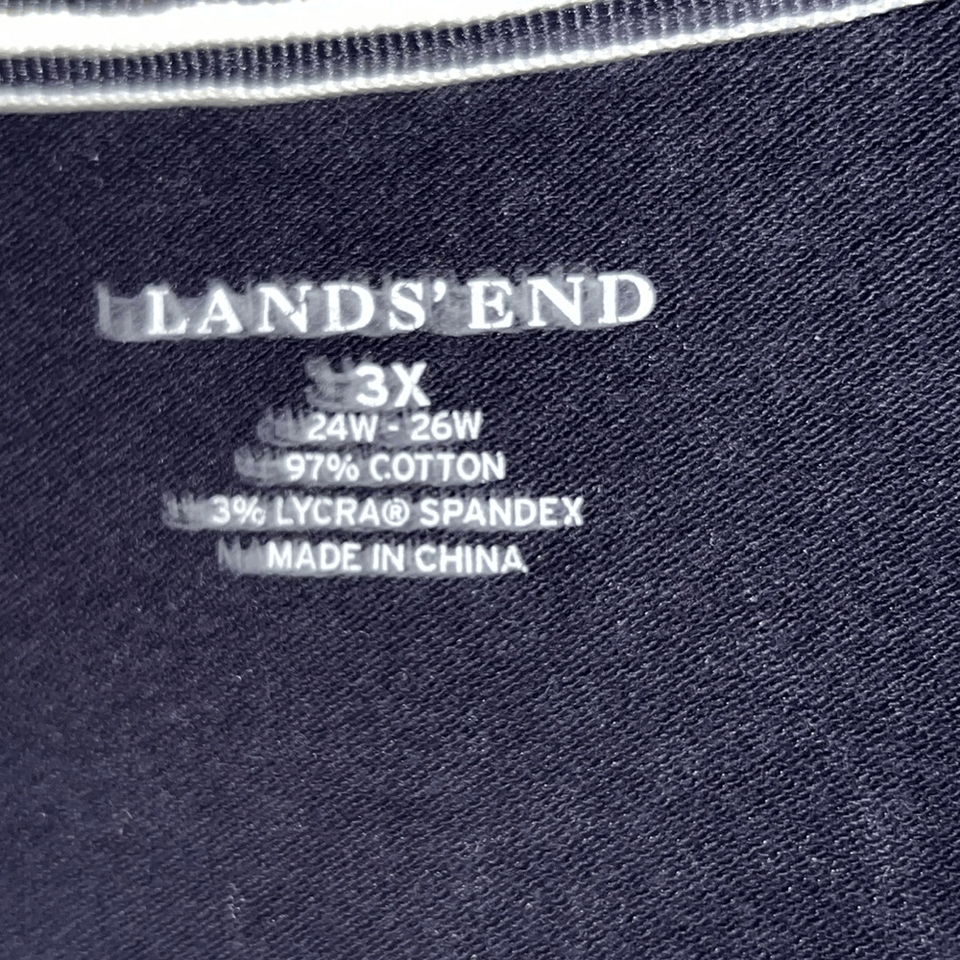 LANDS' END
3X
24W - 26W
97% COTTON
3% LYCRA® SPANDEX
MADE IN CHINA